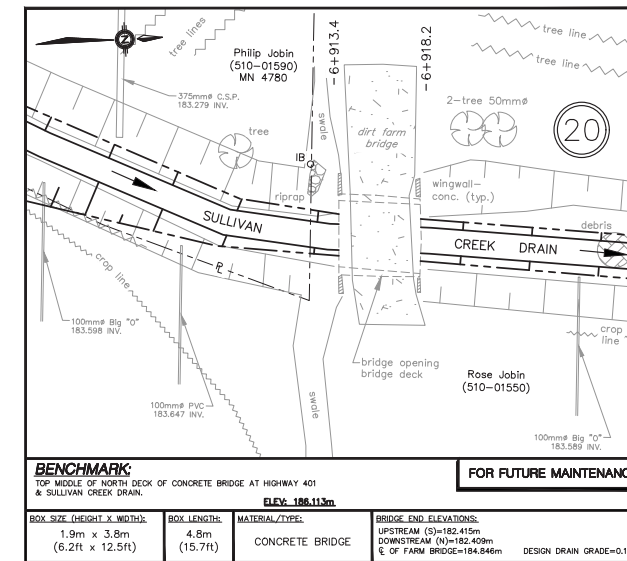 tree lines
Philip Jobin
(510-01590)
MN 4780
-6+913.4
-6+918.2
tree line
tree line
N
375mmø C.S.P.
183.279 INV.
2-tree 50mmø
20
swale
dirt farm
bridge
tree
IB
wingwall-
conc. (typ.)
riprap
SULLIVAN
CREEK DRAIN
debris
crop line
100mmø Big "O"
183.598 INV.
100mmø PVC
183.647 INV.
bridge opening
bridge deck
Rose Jobin
(510-01550)
crop
line
swale
100mmø Big "O"
183.589 INV.
BENCHMARK:
TOP MIDDLE OF NORTH DECK OF CONCRETE BRIDGE AT HIGHWAY 401
& SULLIVAN CREEK DRAIN.
ELEV: 186.113m
FOR FUTURE MAINTENANC
BOX SIZE (HEIGHT X WIDTH):
1.9m x 3.8m
(6.2ft x 12.5ft)
BOX LENGTH:
4.8m
(15.7ft)
MATERIAL/TYPE:
CONCRETE BRIDGE
BRIDGE END ELEVATIONS:
UPSTREAM (S)=182.415m
DOWNSTREAM (N)=182.409m
℄ OF FARM BRIDGE=184.846m DESIGN DRAIN GRADE=0.1